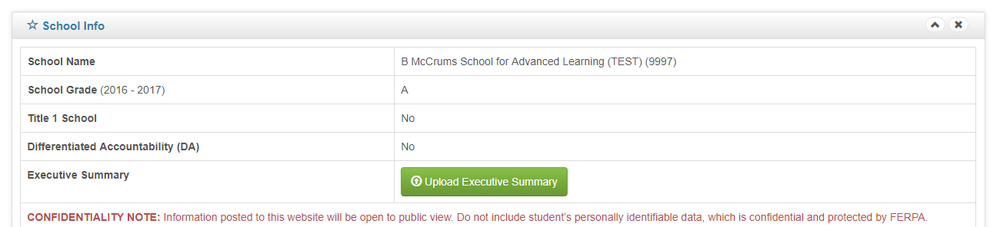 School Info
School Name B McCrums School for Advanced Learning (TEST) (9997)
School Grade (2016 - 2017) A
Title 1 School No
Differentiated Accountability (DA) No
Executive Summary Upload Executive Summary
CONFIDENTIALITY NOTE: Information posted to this website will be open to public view. Do not include student's personally identifiable data, which is confidential and protected by FERPA.